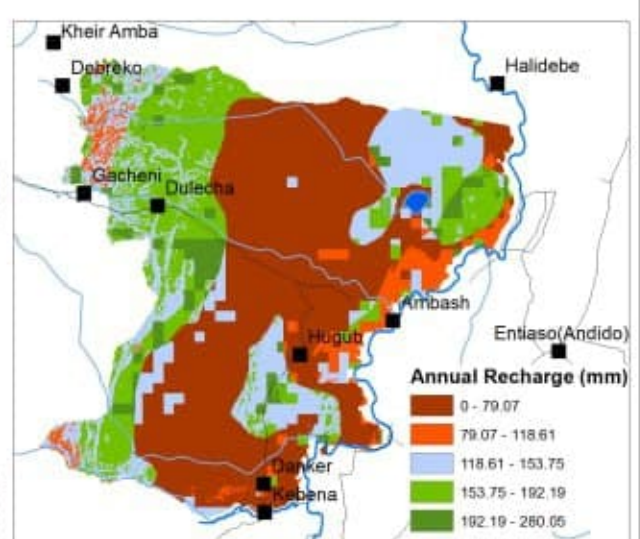 Kheir Amba
Debreko
Halidebe
Gacheni
Dulecha
Ambash
Hugub
Entiaso(Andido)
Annual Recharge (mm)
0 - 79.07
79.07 - 118.61
118.61 - 153.75
153.75 - 192.19
192.19 - 280.05
Danker
Kebena